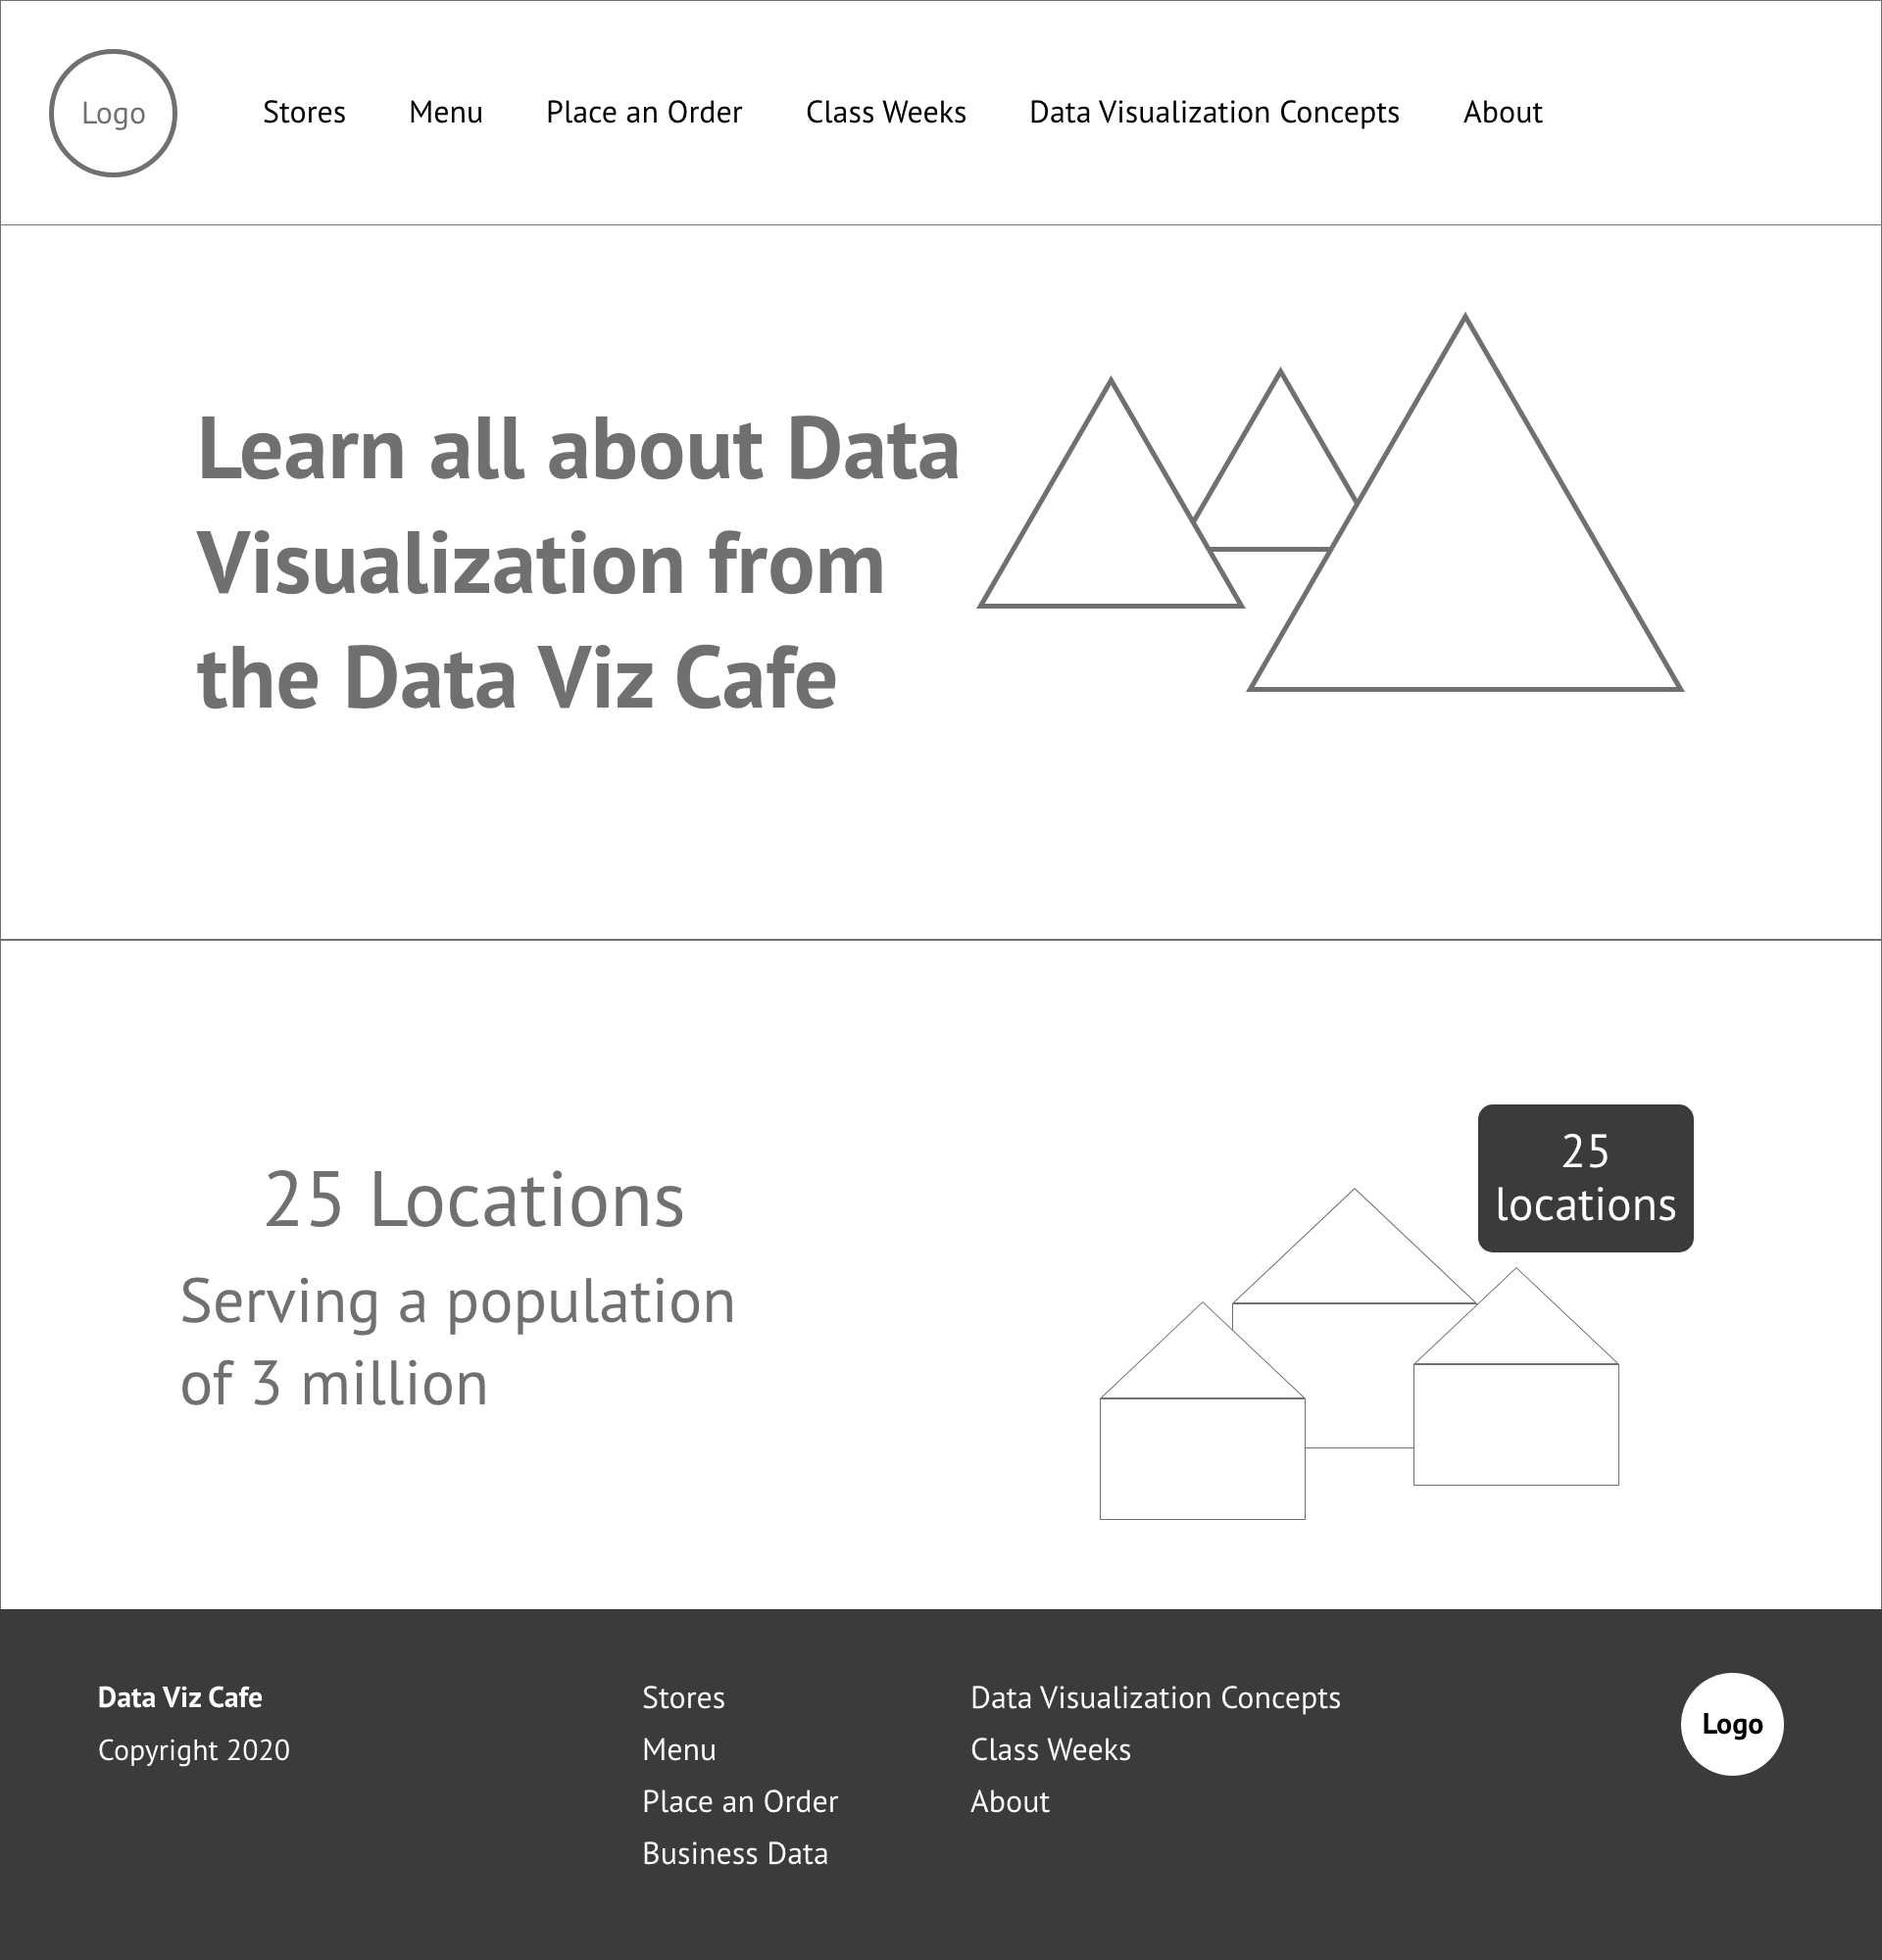 Logo
Stores Menu Place an Order Class Weeks Data Visualization Concepts About
Learn all about Data
Visualization from
the Data Viz Cafe
25 Locations
Serving a population
of 3 million
25
locations
Data Viz Cafe
Copyright 2020
Stores
Menu
Place an Order
Business Data
Data Visualization Concepts
Class Weeks
About
Logo